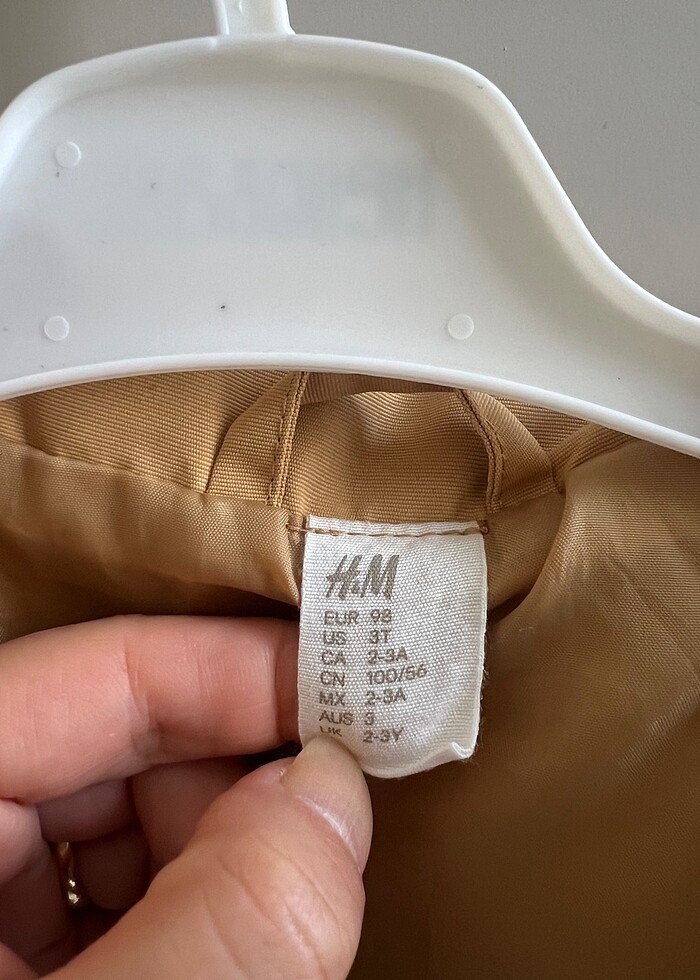 H&M
EUR 98
US 3T
CA 2-3A
CN 100/56
MX 2-3A
AUS 3
UK 2-3Y